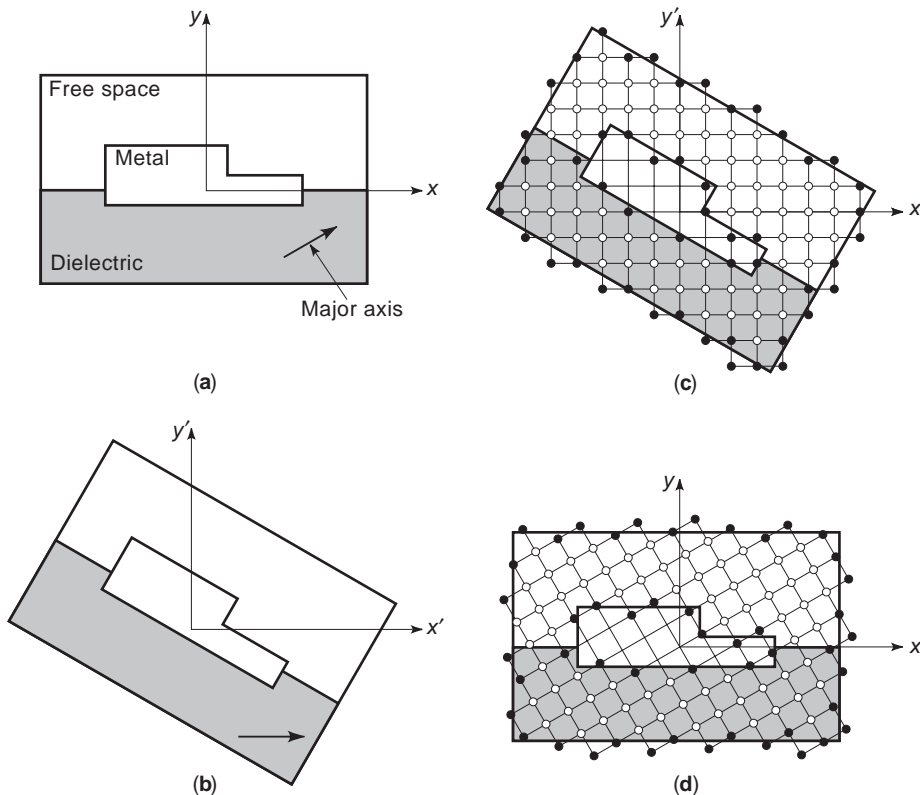 y
Free space
Metal
x
Dielectric
Major axis
(a)
y'
x
(c)
y'
x'
(b)
y
x
(d)